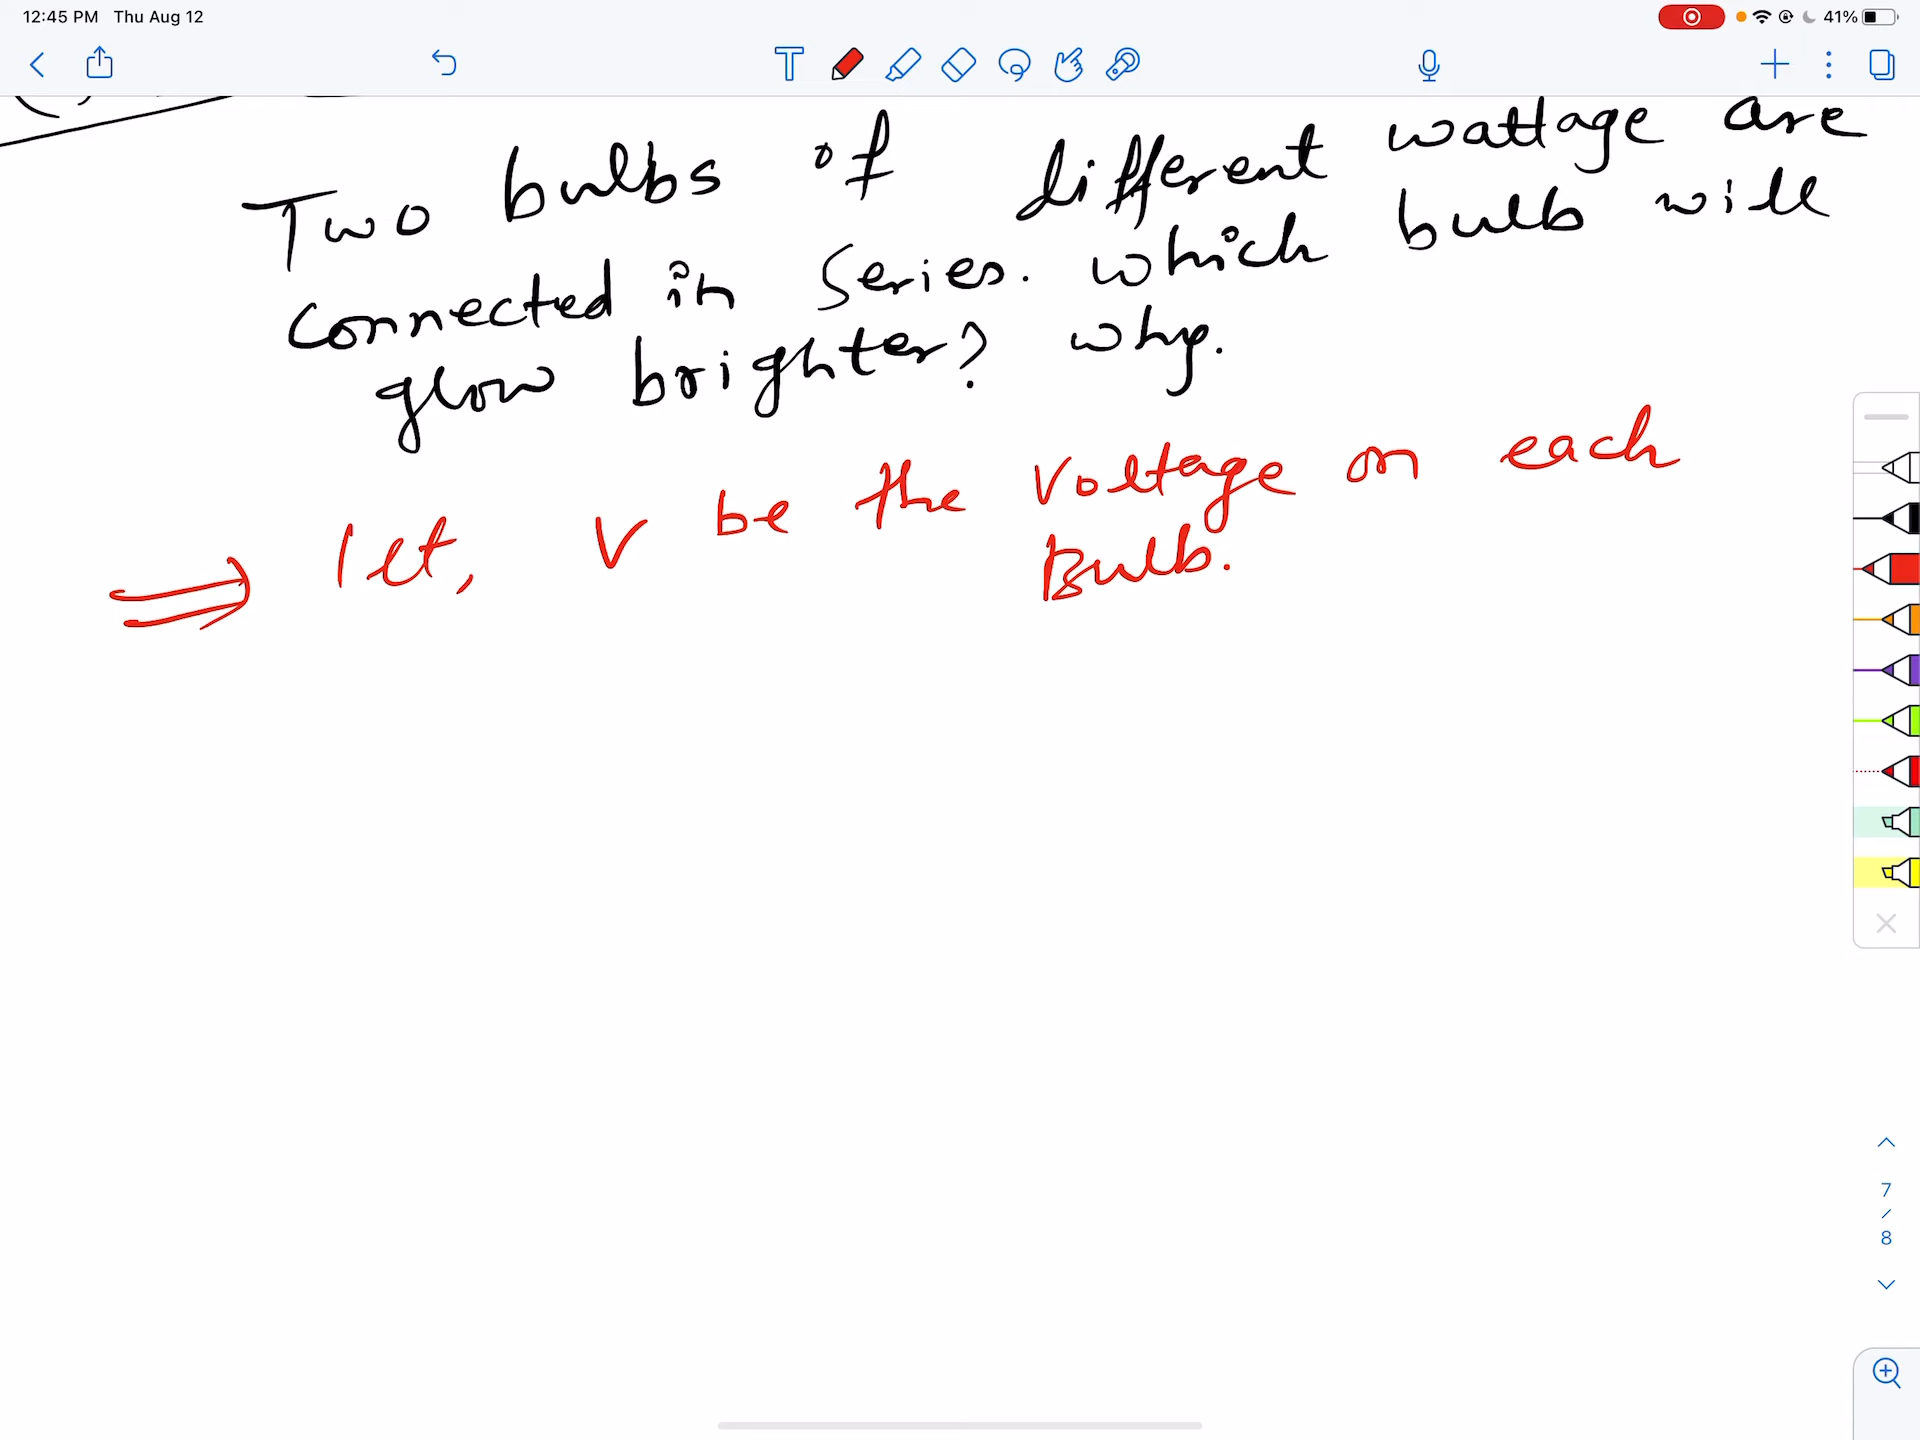 12:45 PM Thu Aug 12
41%
Two bulbs of different wattage are
connected in Series. which bulb will
glow brighter? why.
let, V be the Voltage on each
Bulb.
7
/
8